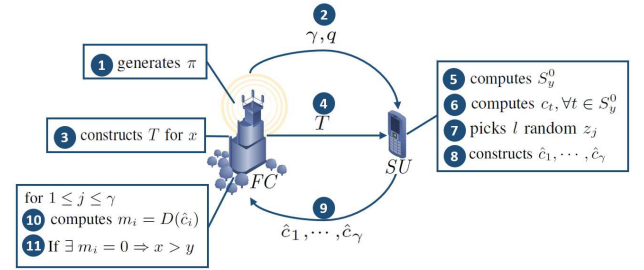 2
γ, q
1 generates π
3 constructs T for x
4
T
FC
SU
5 computes S_y^0
6 computes c_t, ∀t ∈ S_y^0
7 picks l random z_j
8 constructs ĉ_1, ⋯, ĉ_γ
for 1 ≤ j ≤ γ
10 computes m_i = D(ĉ_i)
11 If ∃ m_i = 0 ⇒ x > y
9
ĉ_1, ⋯, ĉ_γ